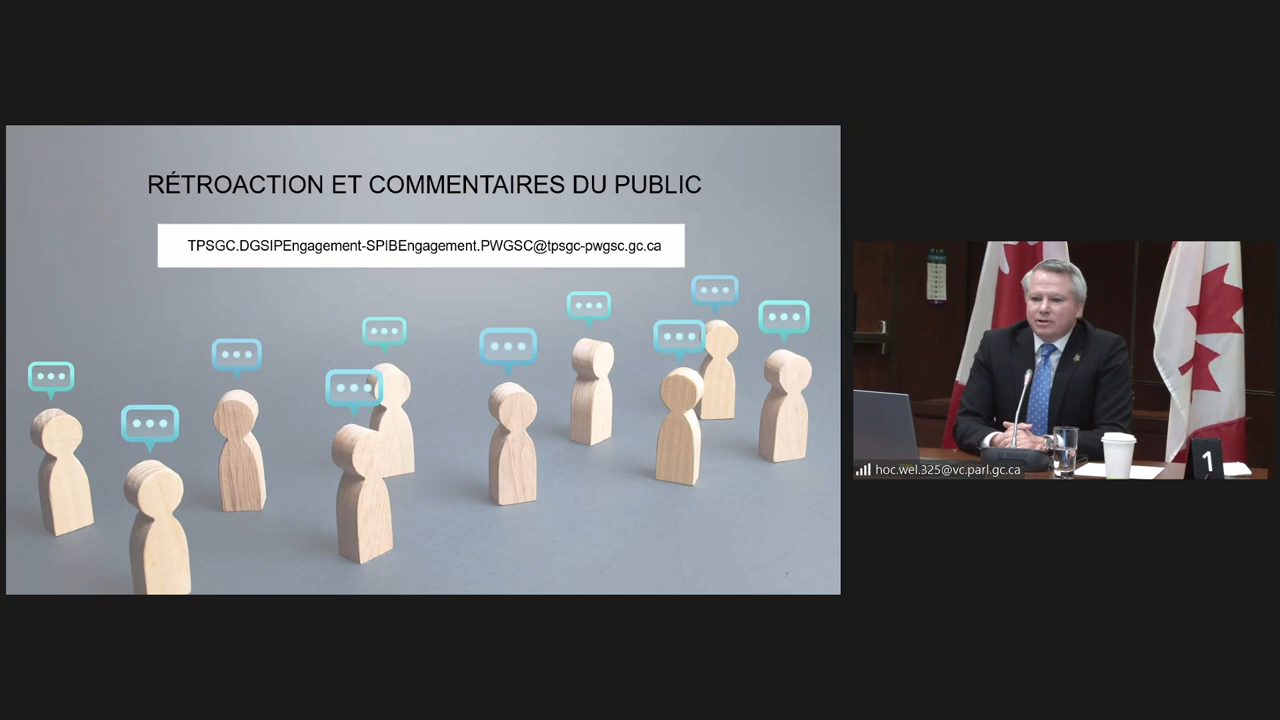 RÉTROACTION ET COMMENTAIRES DU PUBLIC
TPSGC.DGSIPEngagement-SPIBEngagement.PWGSC@tpsgc-pwgsc.gc.ca
7
hoc.wel.325@vc.parl.gc.ca
1